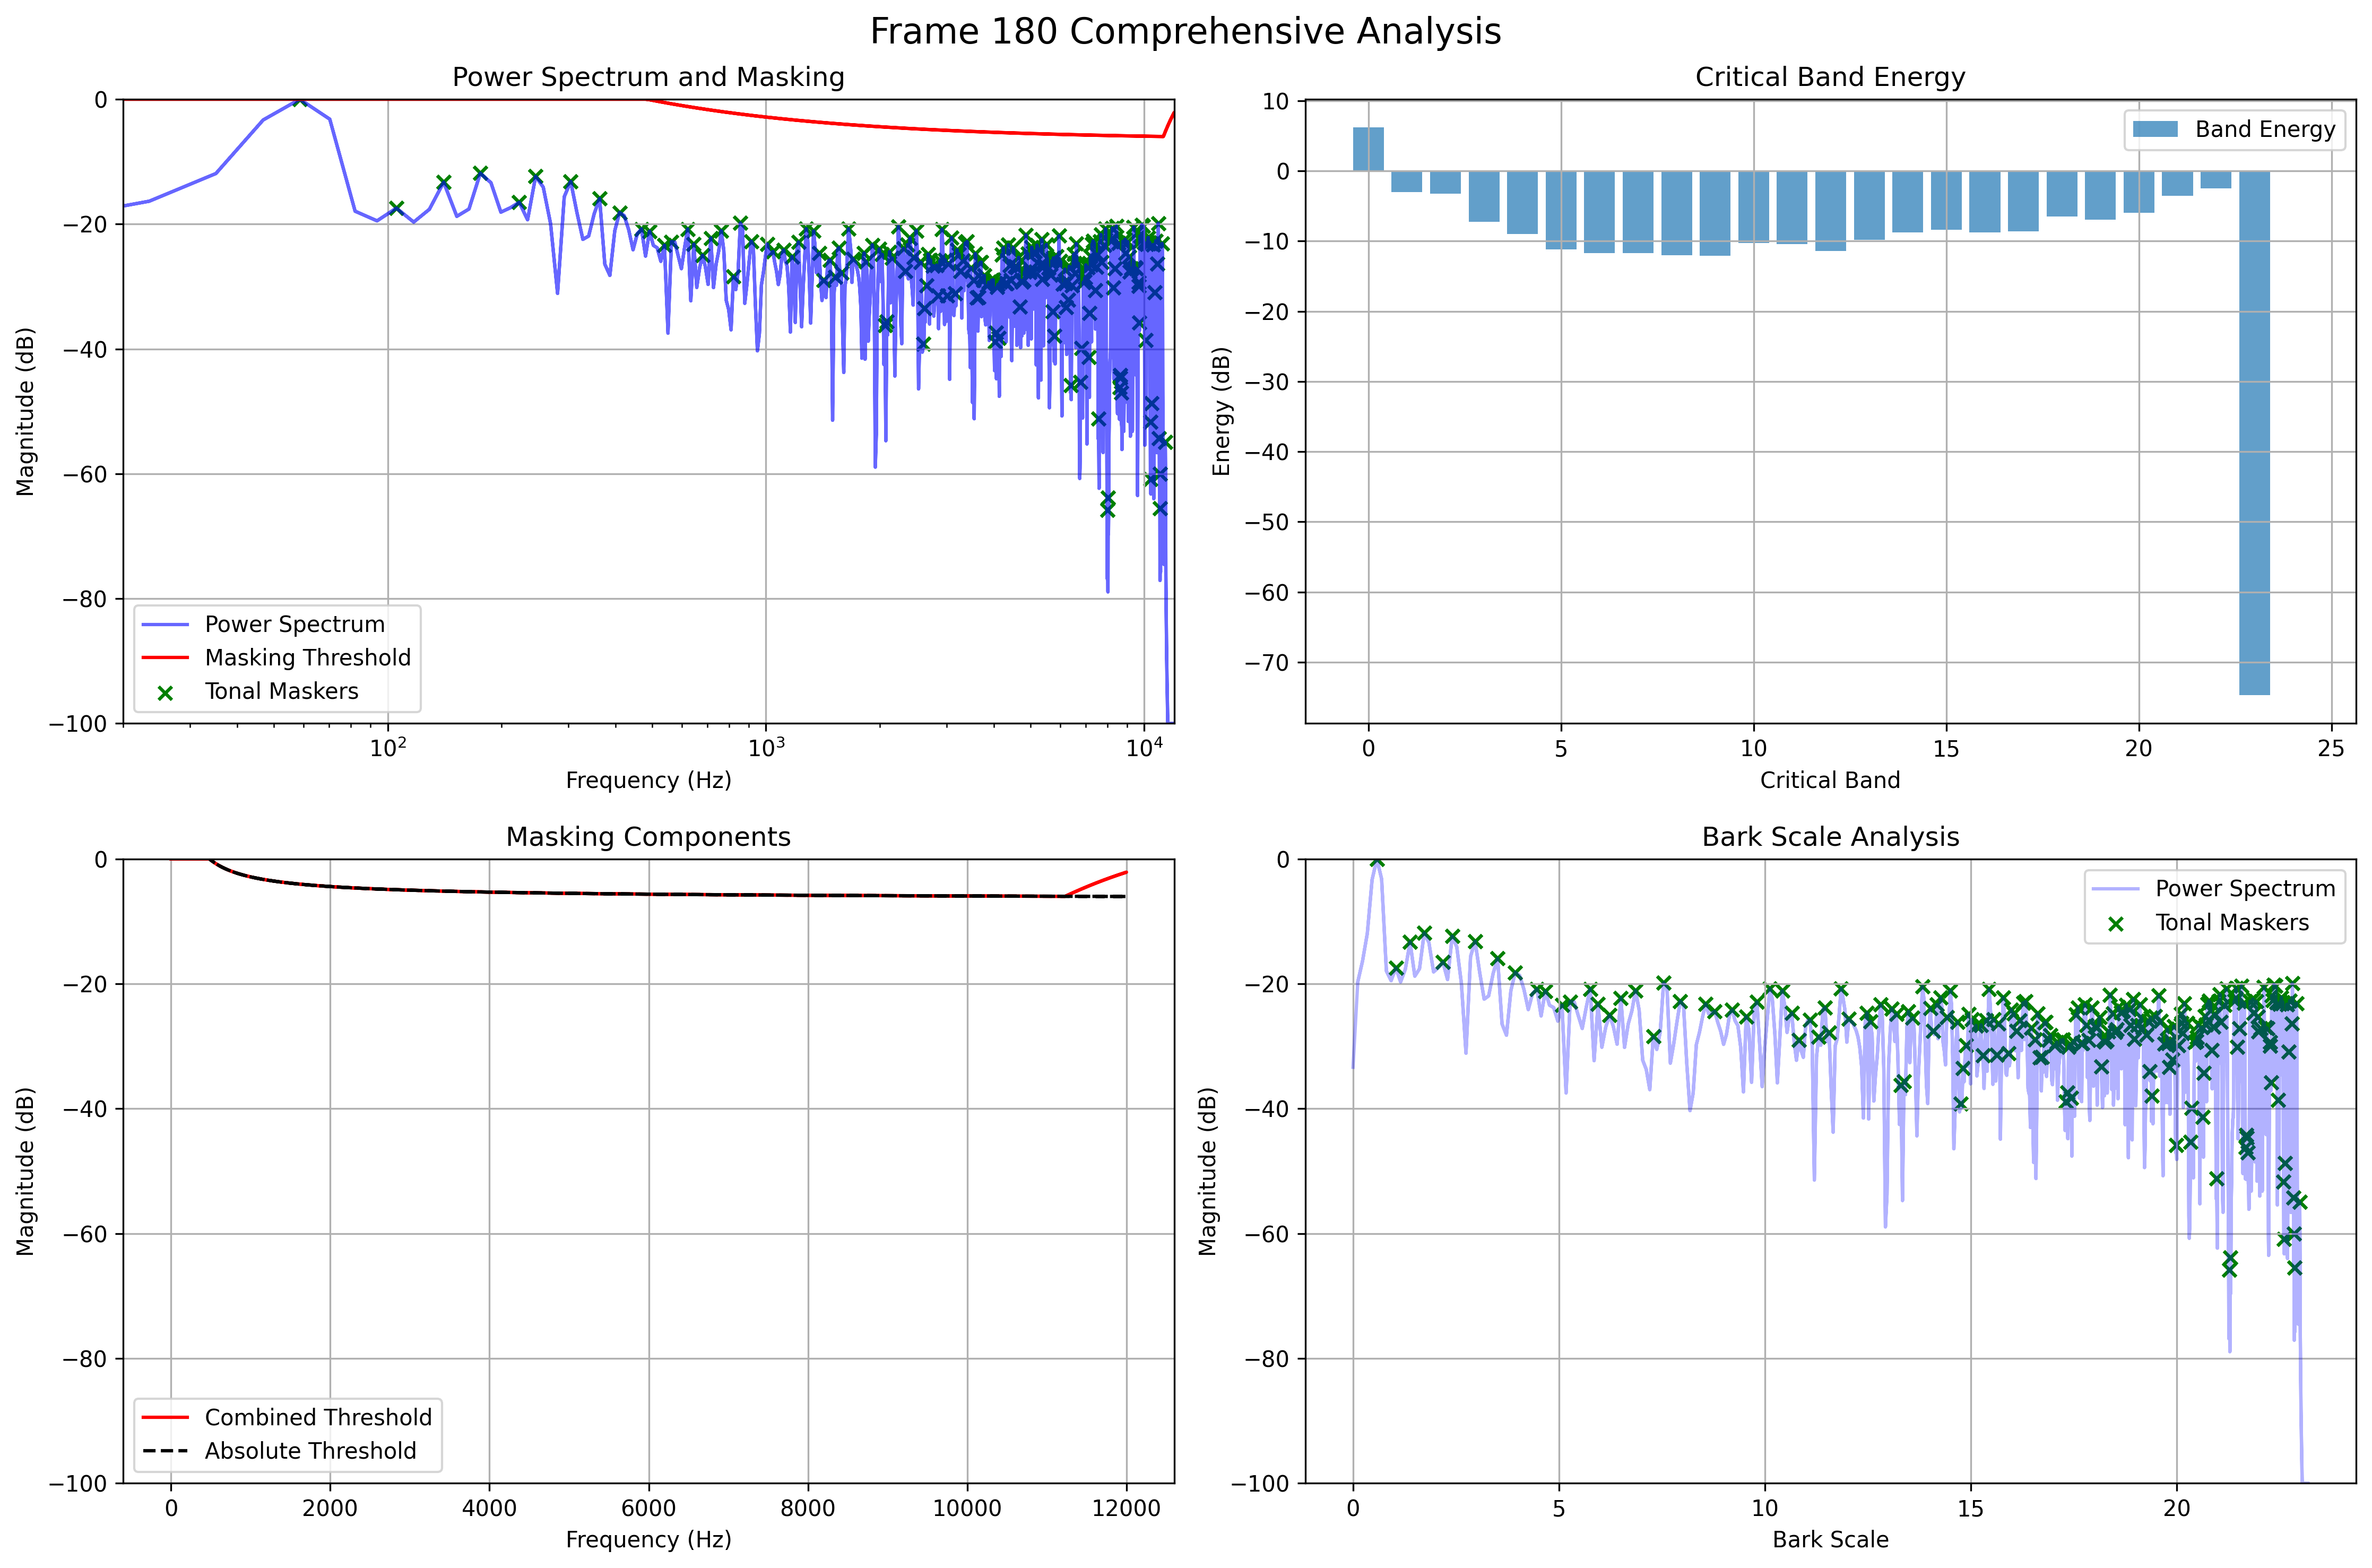 Frame 180 Comprehensive Analysis
Power Spectrum and Masking
0
−20
−40
−60
−80
−100
Magnitude (dB)
Power Spectrum
Masking Threshold
Tonal Maskers
10²
10³
10⁴
Frequency (Hz)
Critical Band Energy
10
0
−10
−20
−30
−40
−50
−60
−70
Energy (dB)
Band Energy
0 5 10 15 20 25
Critical Band
Masking Components
0
−20
−40
−60
−80
−100
Magnitude (dB)
Combined Threshold
Absolute Threshold
0 2000 4000 6000 8000 10000 12000
Frequency (Hz)
Bark Scale Analysis
0
−20
−40
−60
−80
−100
Magnitude (dB)
Power Spectrum
Tonal Maskers
0 5 10 15 20
Bark Scale